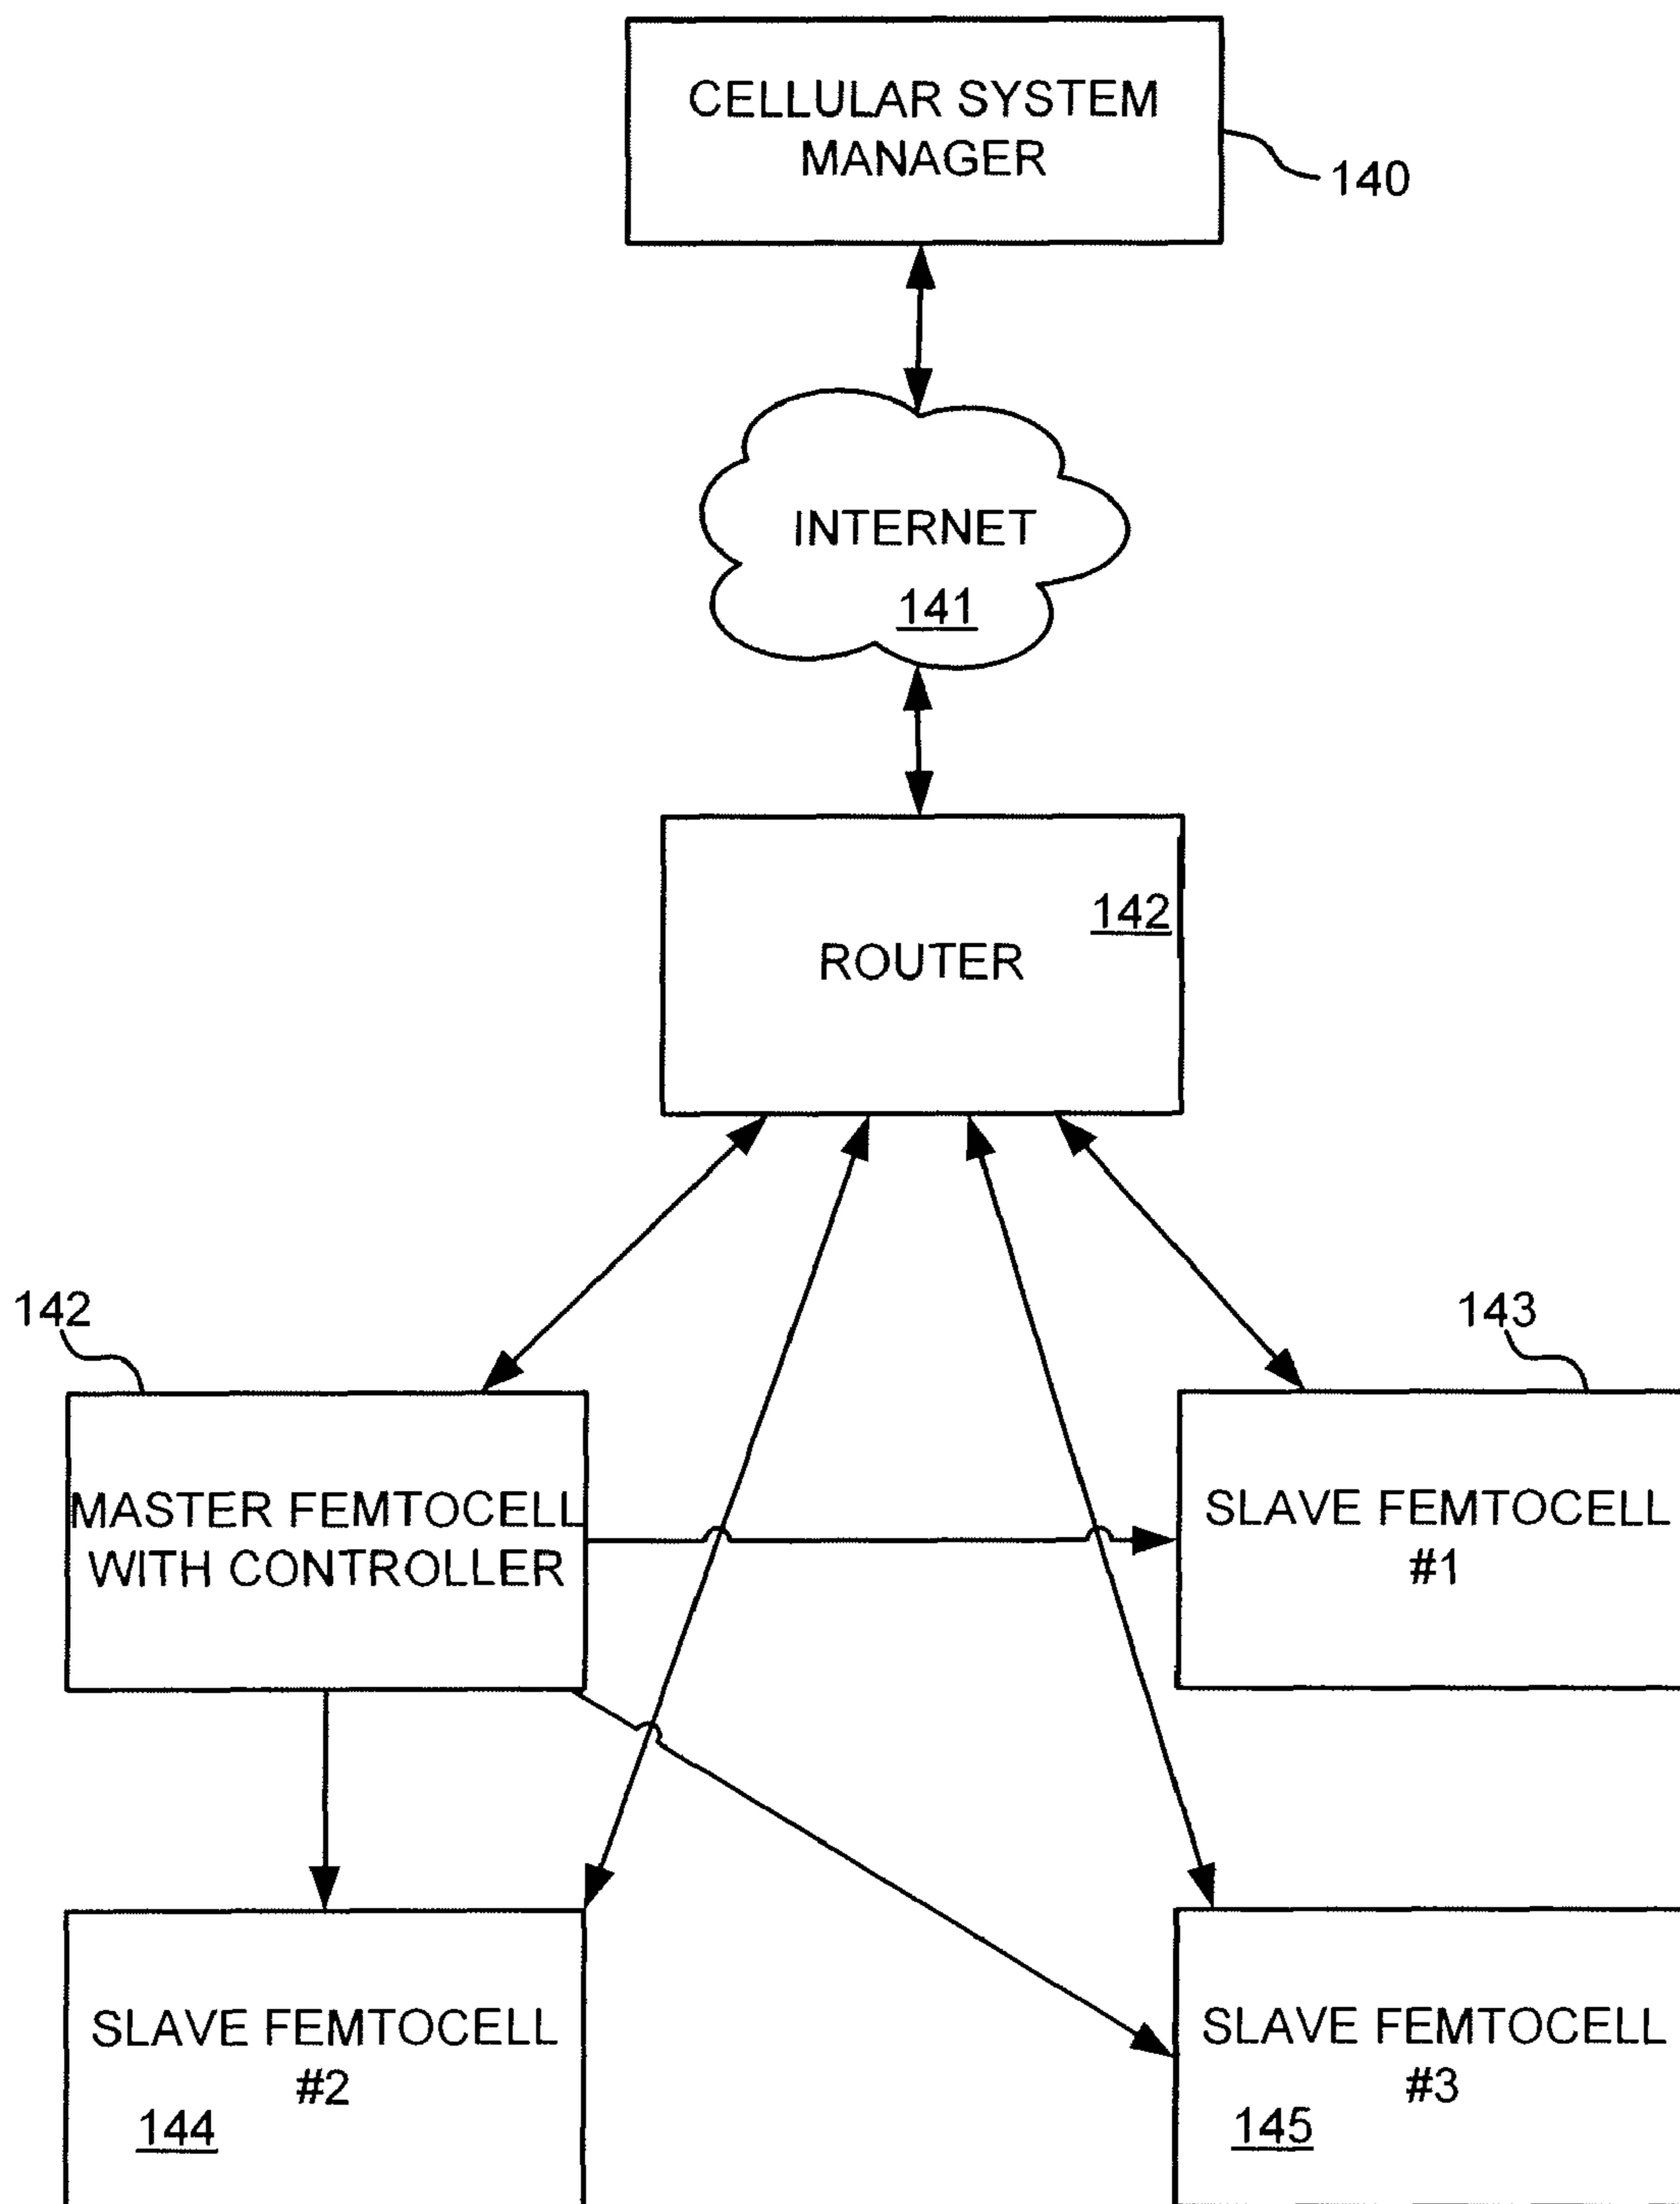 CELLULAR SYSTEM
MANAGER
140
INTERNET
141
142
ROUTER
142
143
MASTER FEMTOCELL
WITH CONTROLLER
SLAVE FEMTOCELL
#1
SLAVE FEMTOCELL
#2
144
SLAVE FEMTOCELL
#3
145